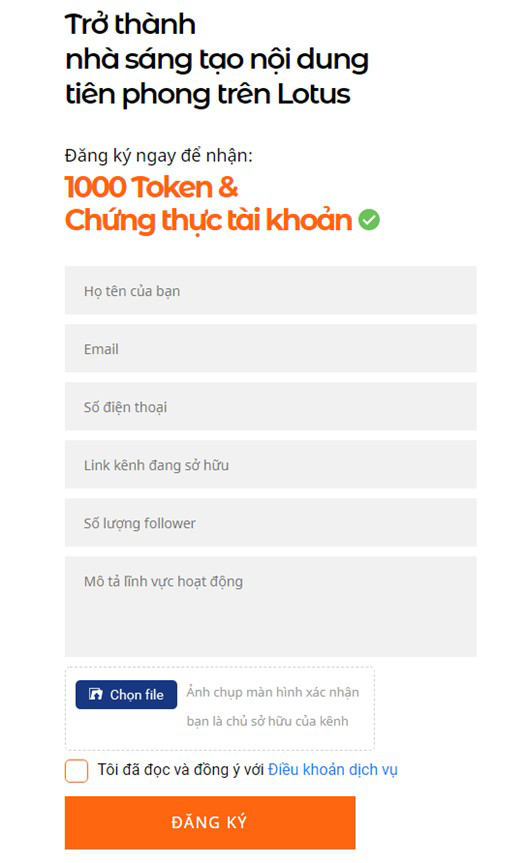 Trở thành
nhà sáng tạo nội dung
tiên phong trên Lotus
Đăng ký ngay để nhận:
1000 Token &
Chứng thực tài khoản
Họ tên của bạn
Email
Số điện thoại
Link kênh đang sở hữu
Số lượng follower
Mô tả lĩnh vực hoạt động
Chọn file
Ảnh chụp màn hình xác nhận
bạn là chủ sở hữu của kênh
Tôi đã đọc và đồng ý với Điều khoản dịch vụ
ĐĂNG KÝ